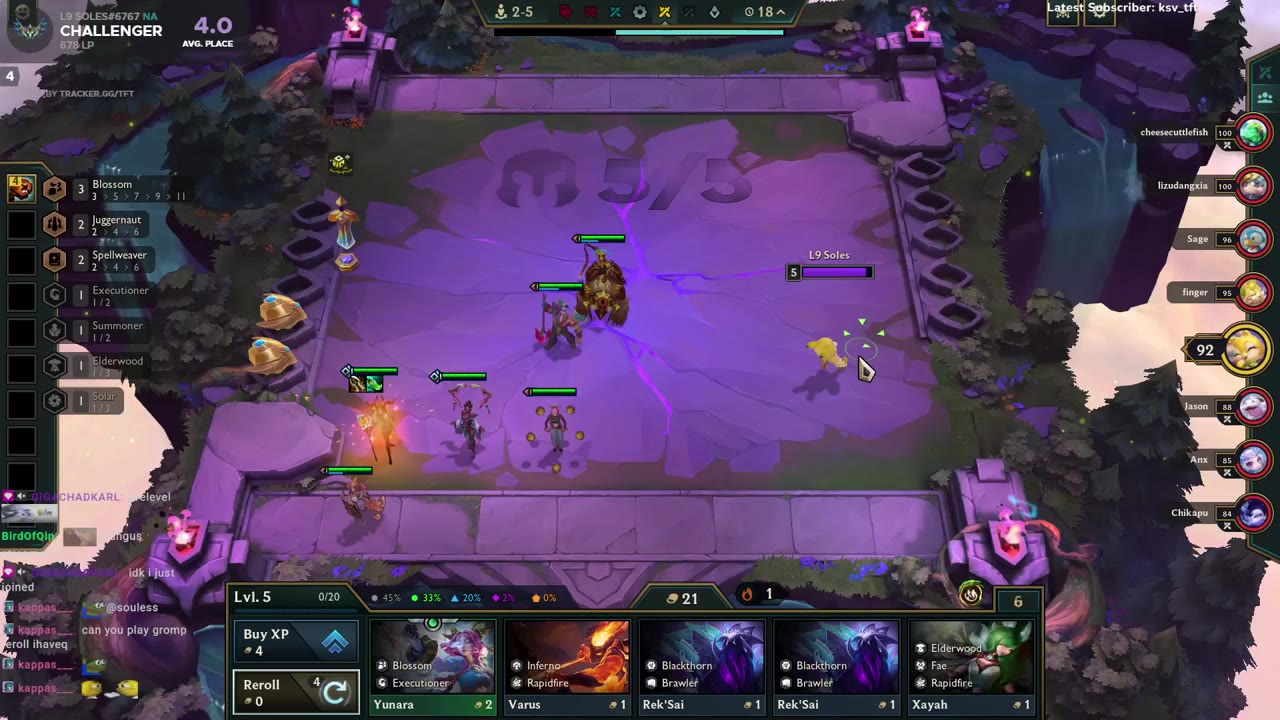 L9 SOLES#6767 NA
CHALLENGER
678 LP
4.0
AVG. PLACE
4
BY TRACKER.GG/TFT
2-5
18
Latest Subscriber: ksv_tft
5/5
4
3 Blossom
3 > 5 > 7 > 9 > 11
2 Juggernaut
2 > 4 > 6
2 Spellweaver
2 > 4 > 6
1 Executioner
1 / 2
1 Summoner
1 / 2
1 Elderwood
1 / 3
1 Solar
1 / 3
L9 Soles
5
cheesecuttlefish 100
lizudangxia 100
Sage 96
finger 95
92
Jason 88
Anx 85
Chikapu 84
GIGACHADKARL:
BirdOfQin
idk i just
joined
kappas__ @souless
kappas__ can you play gromp
kappas__
kappas__
Lvl. 5 0/20
45% 33% 20% 2% 0%
21
1
6
Buy XP
4
Reroll 4
0
Blossom
Executioner
Yunara 2
Inferno
Rapidfire
Varus 1
Blackthorn
Brawler
Rek'Sai 1
Blackthorn
Brawler
Rek'Sai 1
Elderwood
Fae
Rapidfire
Xayah 1